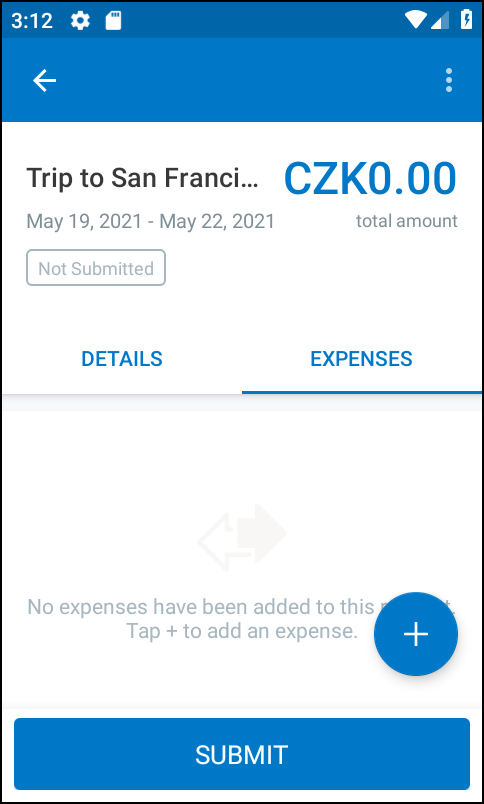 3:12
Trip to San Franci...
CZK0.00
May 19, 2021 - May 22, 2021
total amount
Not Submitted
DETAILS
EXPENSES
No expenses have been added to this
Tap + to add an expense.
SUBMIT